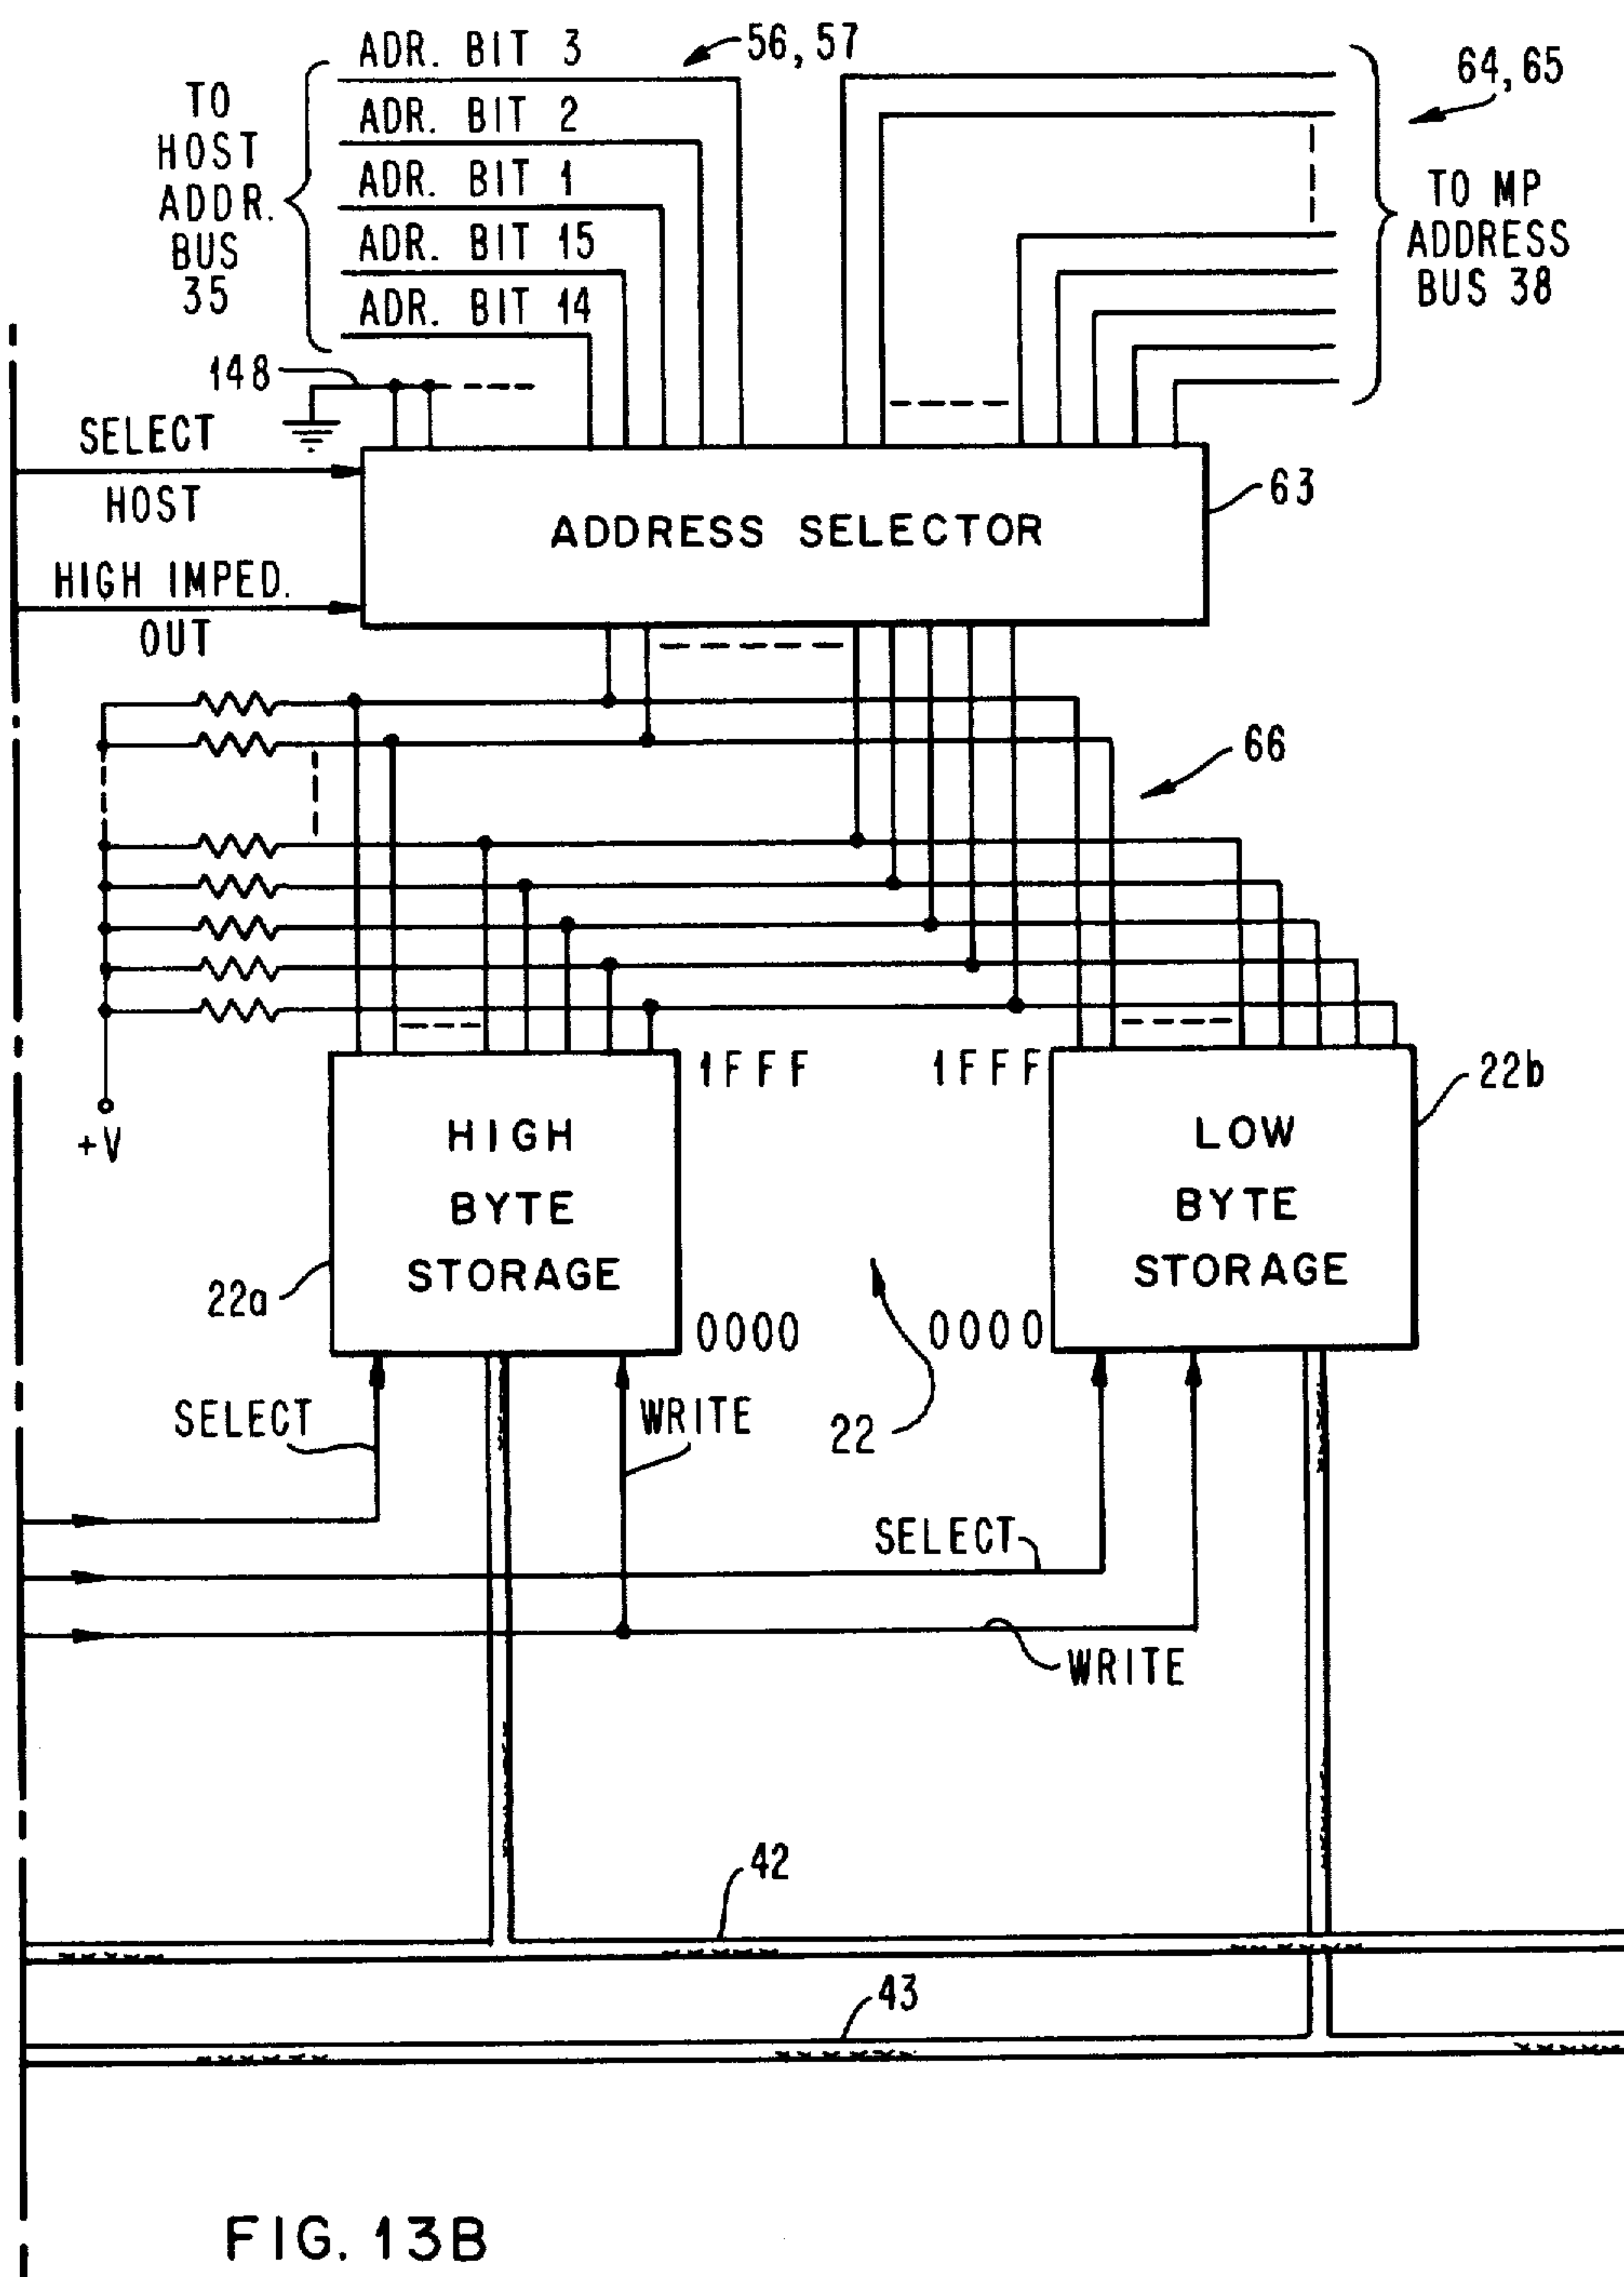 ADR. BIT 3
56, 57
64, 65
TO
HOST
ADDR.
BUS
35
ADR. BIT 2
ADR. BIT 1
ADR. BIT 15
ADR. BIT 14
TO MP
ADDRESS
BUS 38
148
SELECT
HOST
ADDRESS SELECTOR
63
HIGH IMPED.
OUT
66
+V
1FFF
1FFF
22b
HIGH
BYTE
STORAGE
LOW
BYTE
STORAGE
22a
0000
0000
SELECT
WRITE
22
SELECT
WRITE
42
43
FIG. 13B